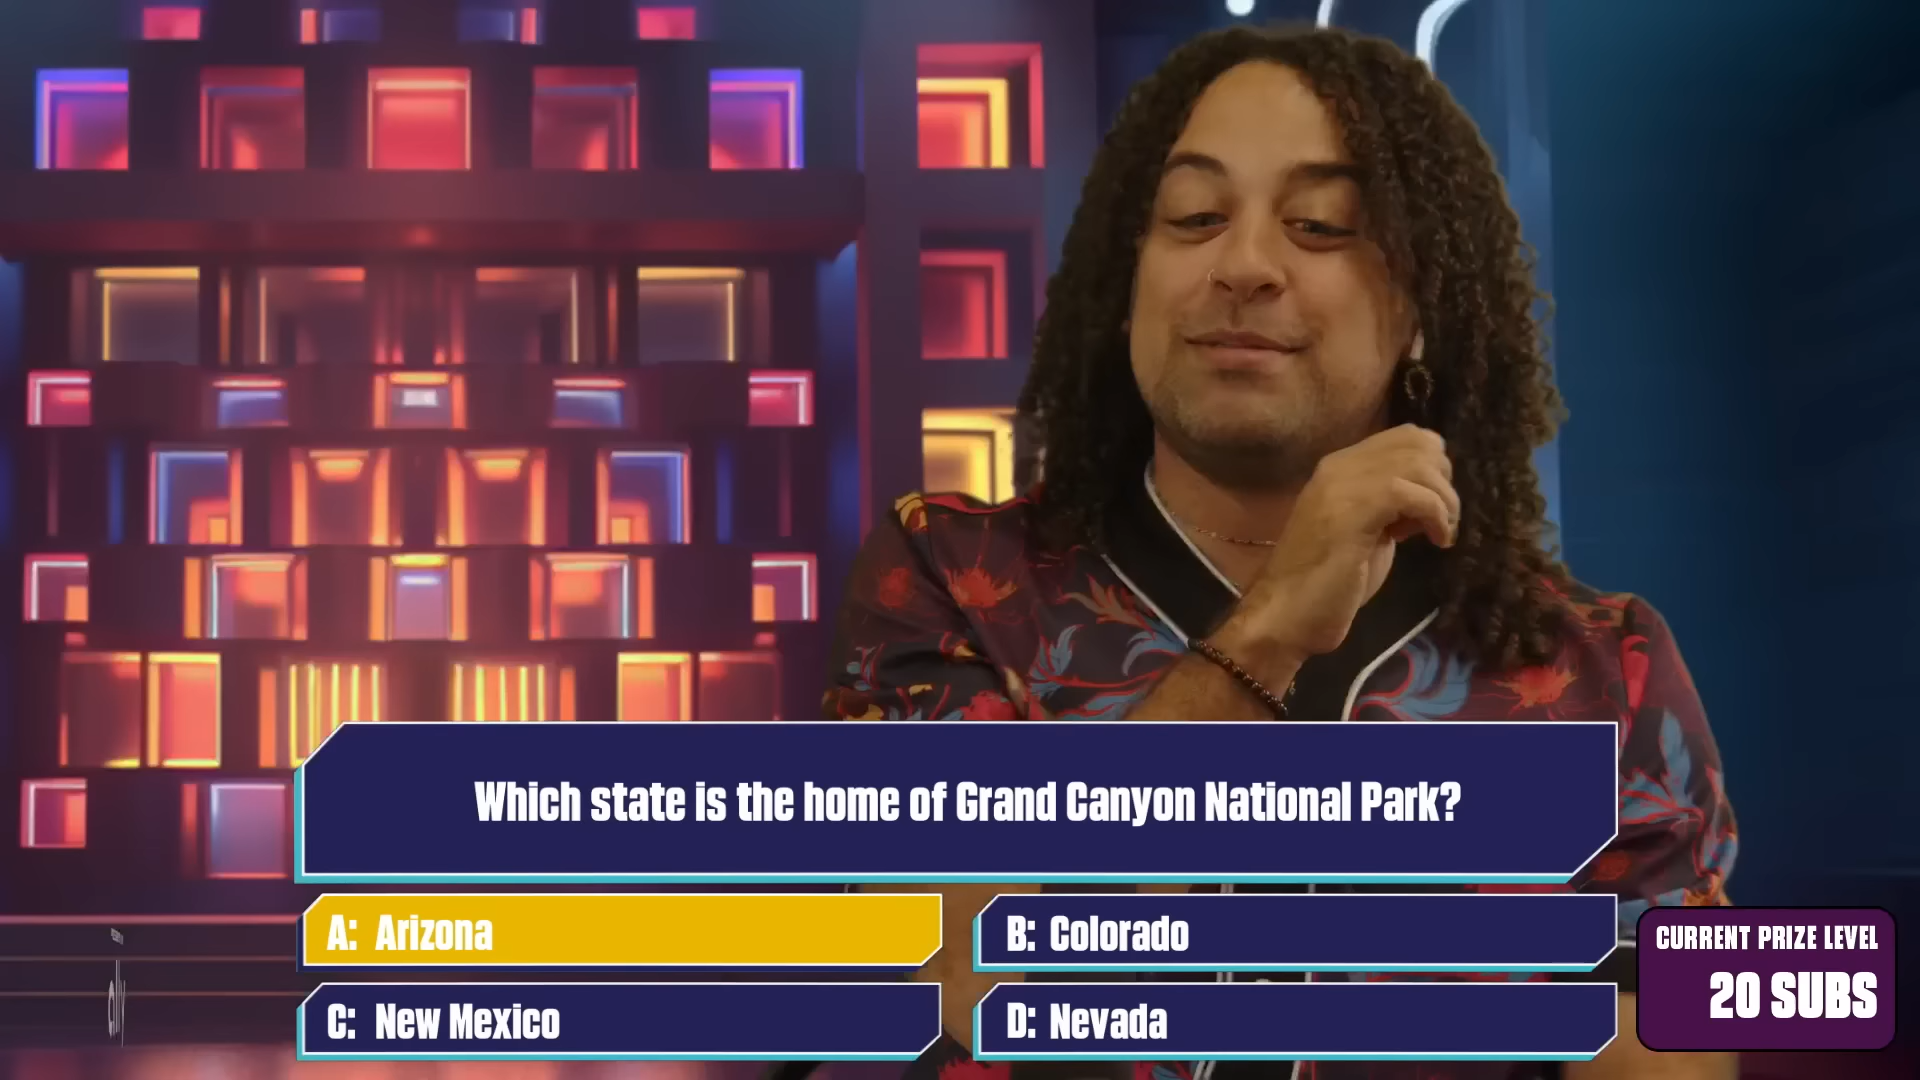 Which state is the home of Grand Canyon National Park?
A: Arizona
B: Colorado
C: New Mexico
D: Nevada
CURRENT PRIZE LEVEL
20 SUBS
ally